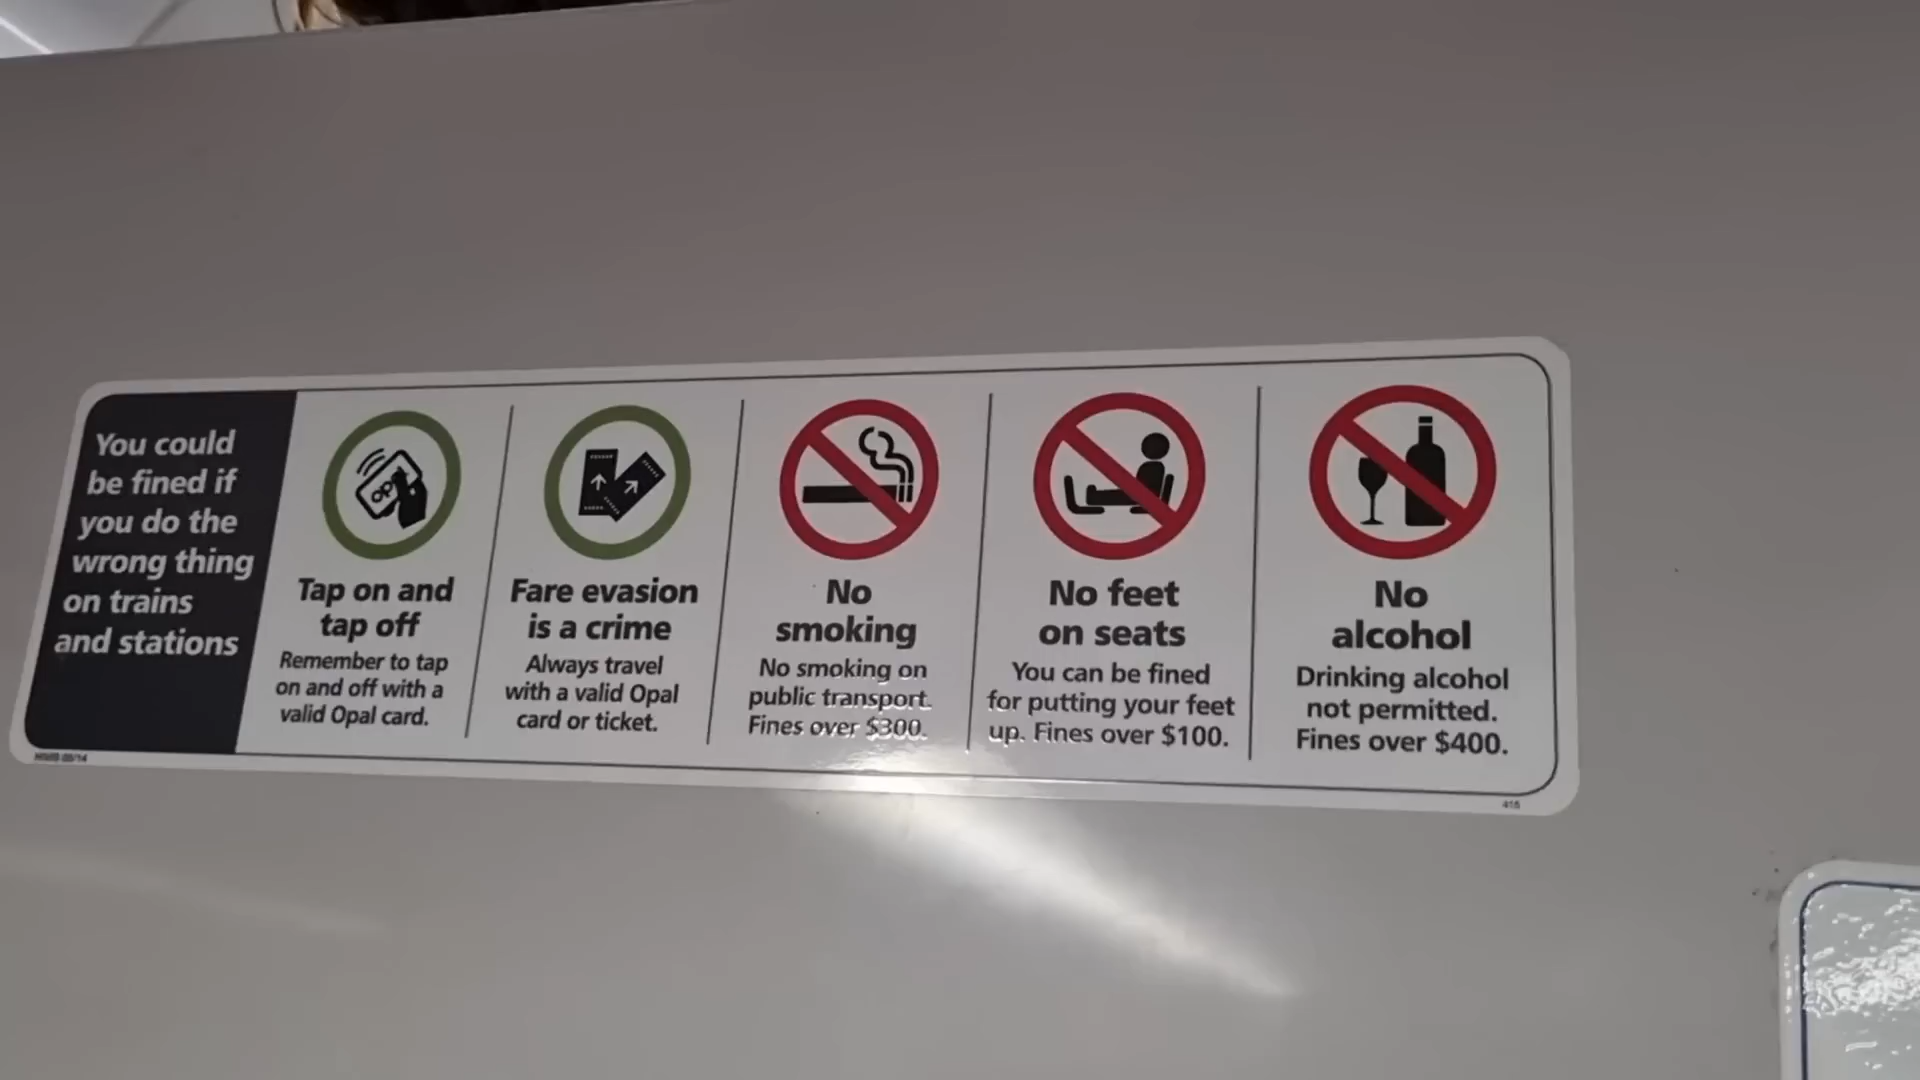 You could
be fined if
you do the
wrong thing
on trains
and stations
Tap on and
tap off
Remember to tap
on and off with a
valid Opal card.
Fare evasion
is a crime
Always travel
with a valid Opal
card or ticket.
No
smoking
No smoking on
public transport.
Fines over $300.
No feet
on seats
You can be fined
for putting your feet
up. Fines over $100.
No
alcohol
Drinking alcohol
not permitted.
Fines over $400.